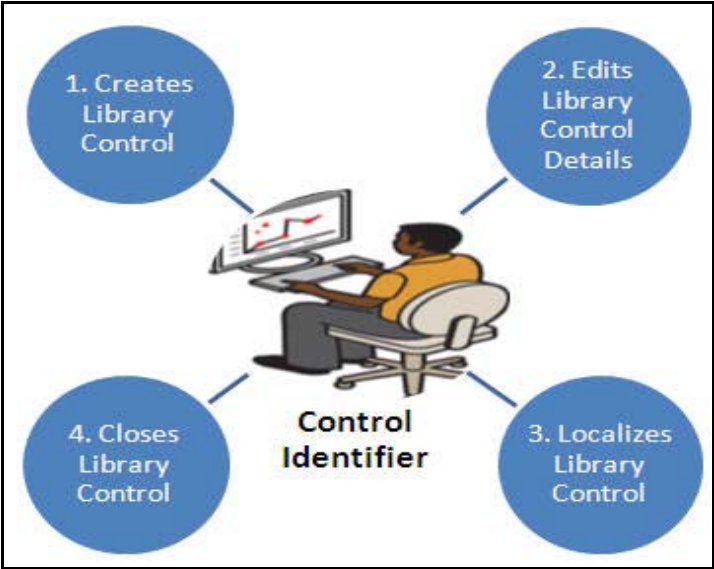 1. Creates
Library
Control
2. Edits
Library
Control
Details
Control
Identifier
3. Localizes
Library
Control
4. Closes
Library
Control